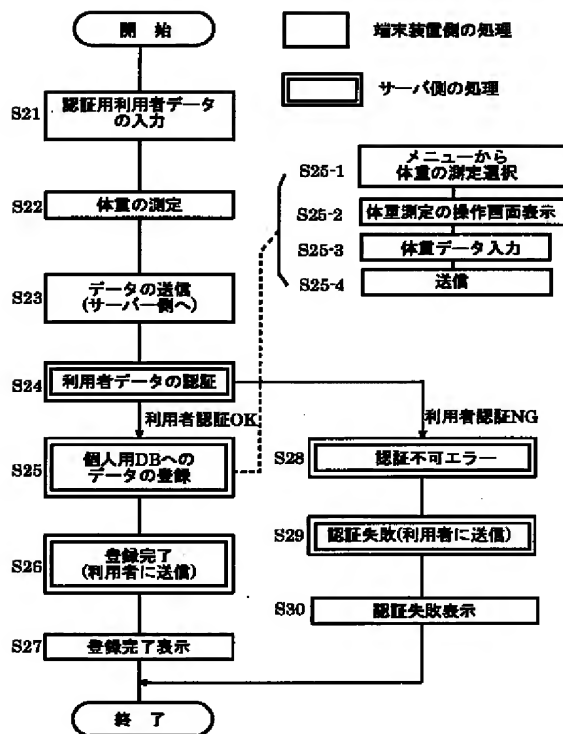 開 始
端末装置側の処理
サーバ側の処理
S21
認証用利用者データ
の入力
S22
体重の測定
S23
データの送信
(サーバー側へ)
S24
利用者データの認証
利用者認証OK
利用者認証NG
S25
個人用DBへの
データの登録
S26
登録完了
(利用者に送信)
S27
登録完了表示
終 了
S25-1
メニューから
体重の測定選択
S25-2
体重測定の操作画面表示
S25-3
体重データ入力
S25-4
送信
S28
認証不可エラー
S29
認証失敗(利用者に送信)
S30
認証失敗表示